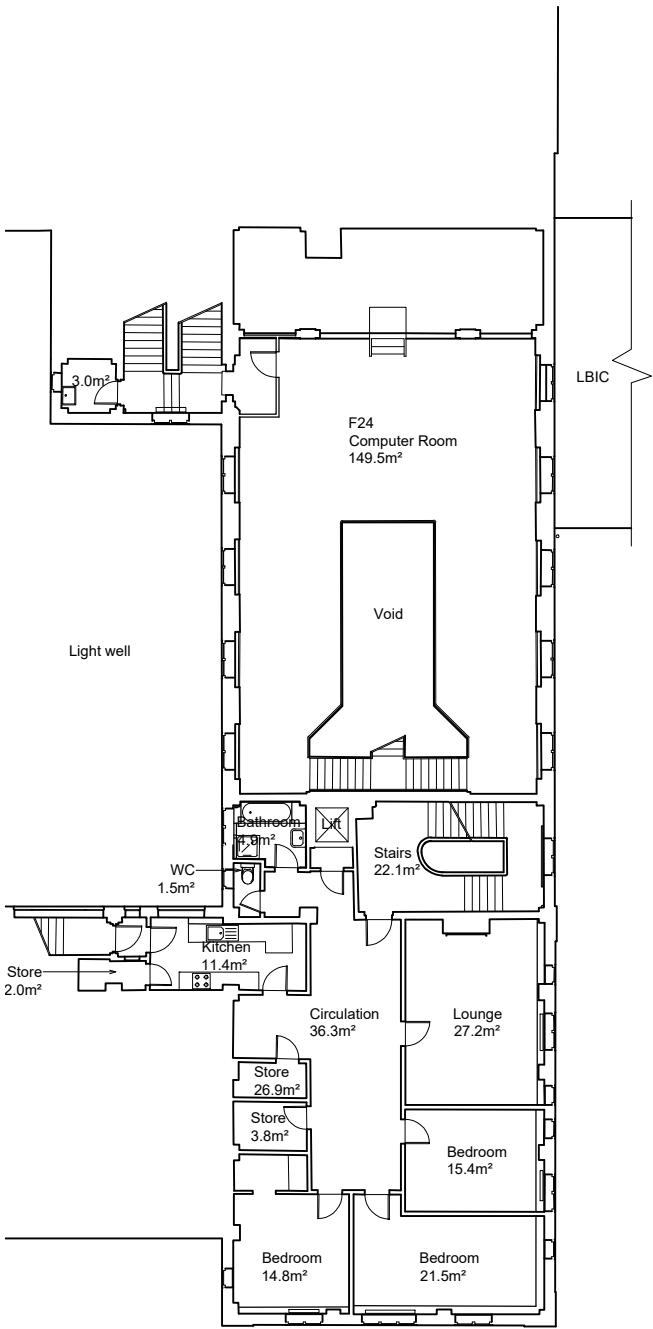 3.0m²
LBIC
F24
Computer Room
149.5m²
Void
Light well
Bathroom
4.9m²
Lift
Stairs
22.1m²
WC
1.5m²
Kitchen
11.4m²
Store
2.0m²
Circulation
36.3m²
Lounge
27.2m²
Store
26.9m²
Store
3.8m²
Bedroom
15.4m²
Bedroom
14.8m²
Bedroom
21.5m²